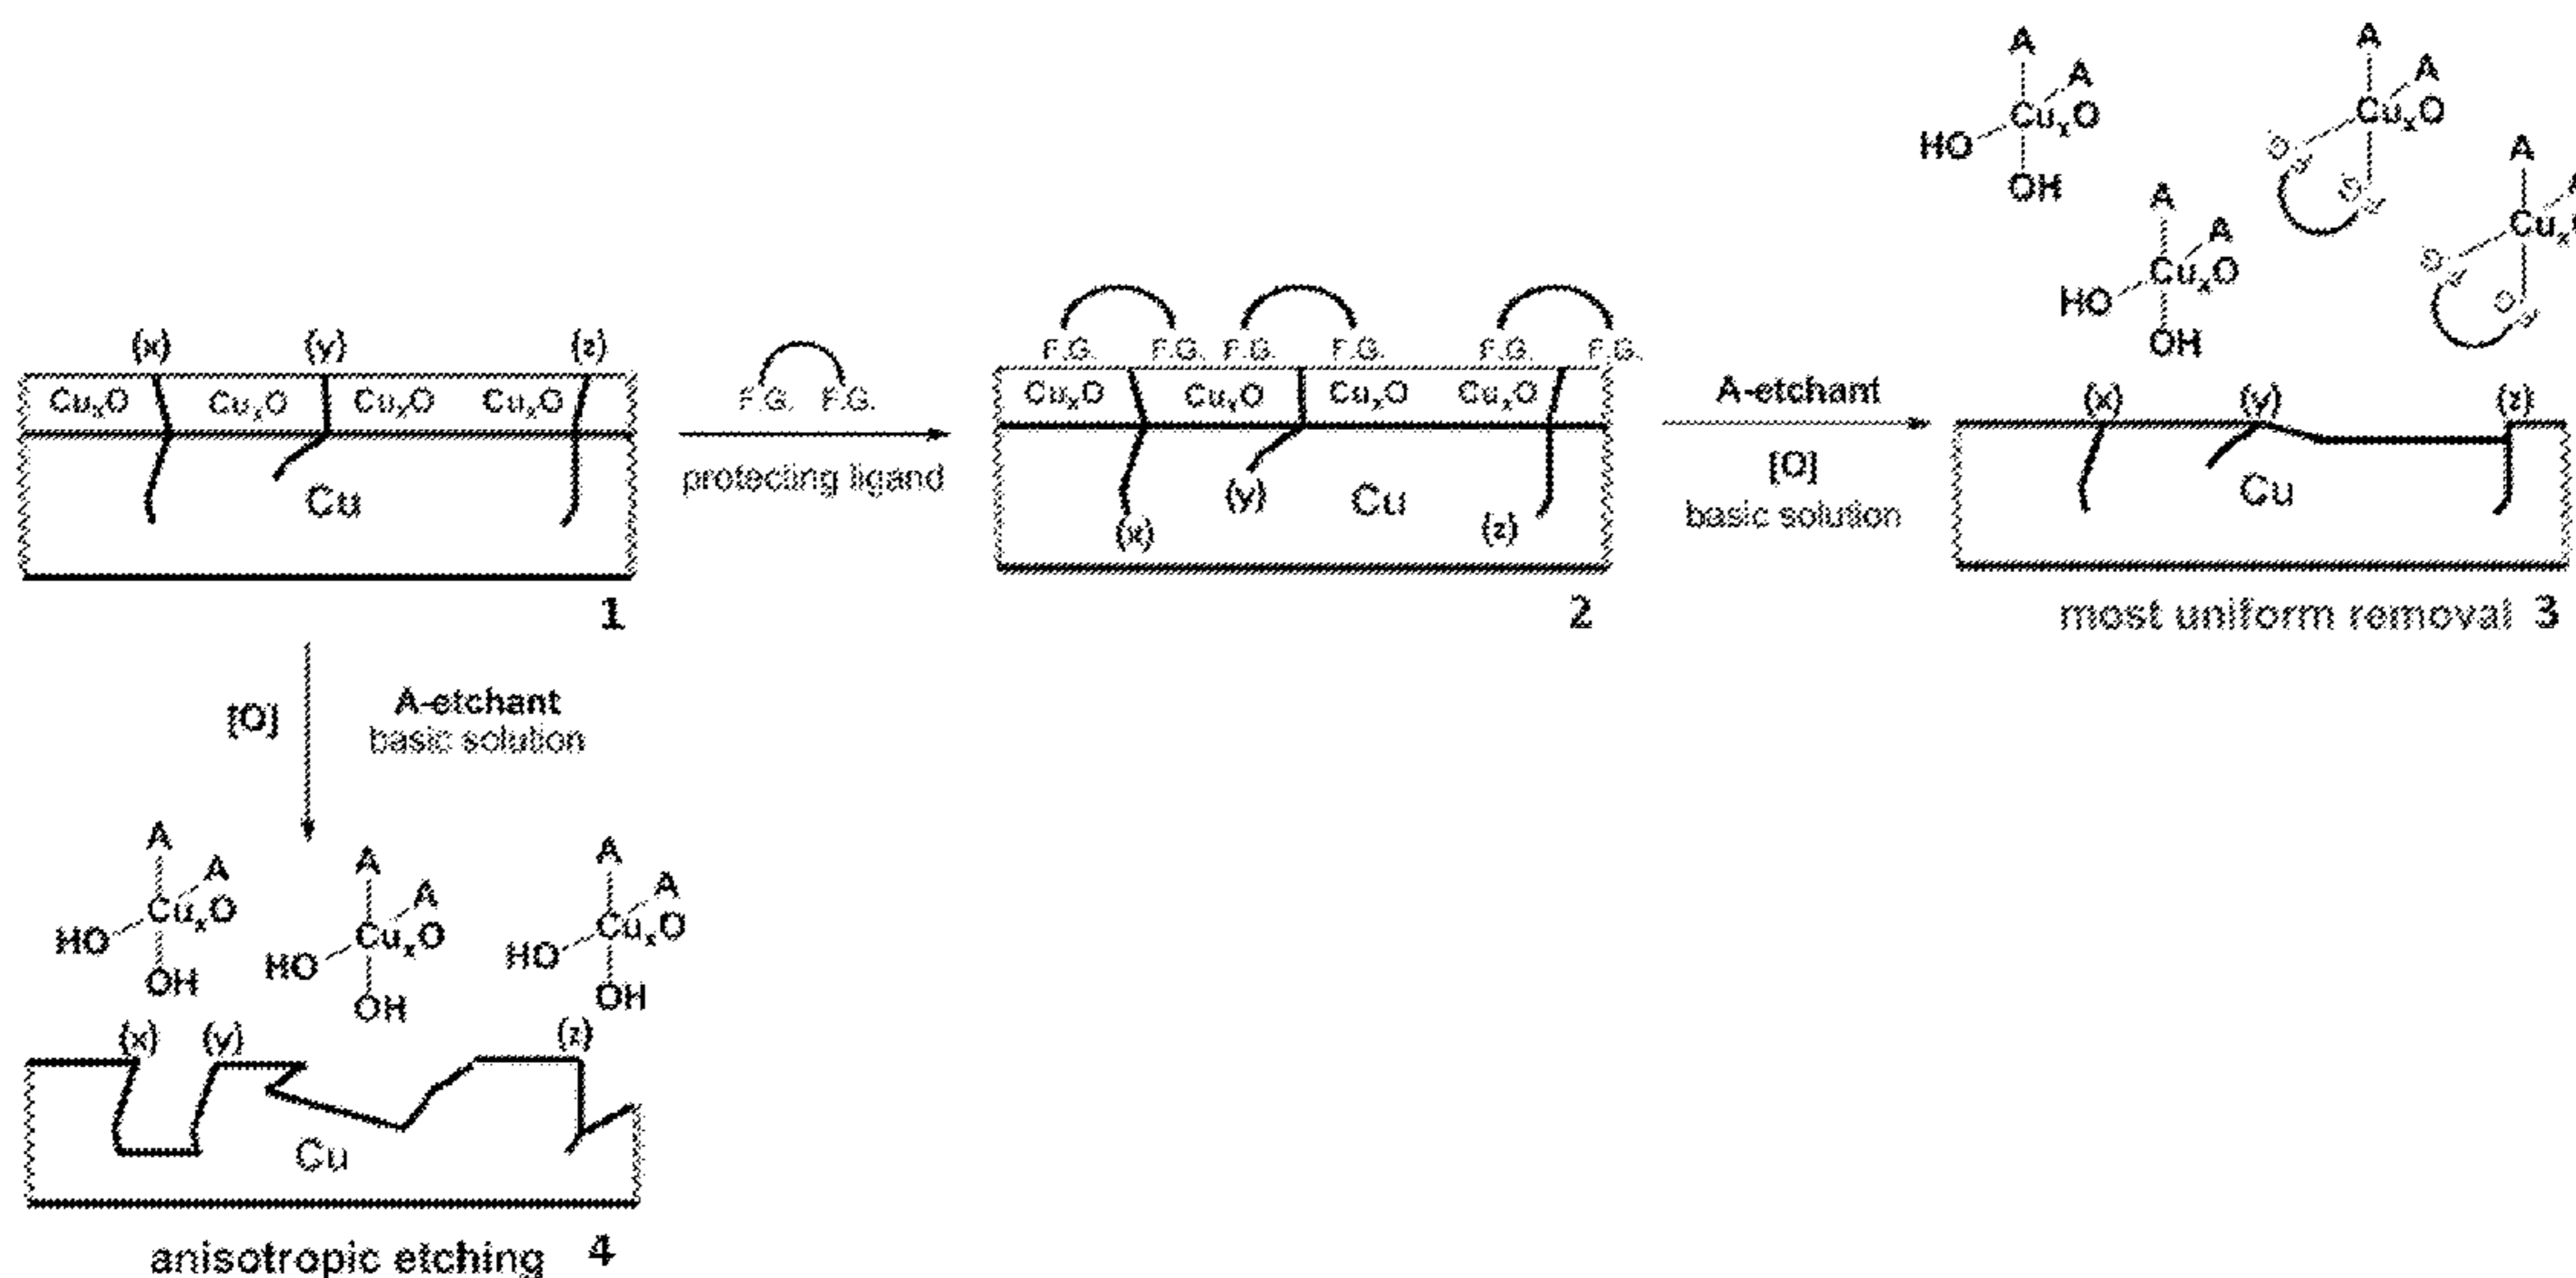 A
A
CuxO
HO
OH
A
A
CuxO
A
A
CuxO
HO
OH
A
Cux
(x) (y) (z)
CuxO CuxO CuxO CuxO
Cu
1
F.G. F.G.
protecting ligand
F.G. F.G. F.G. F.G. F.G. F.G.
CuxO CuxO CuxO CuxO
(y) Cu
(x) (z)
2
A-etchant
[O]
basic solution
(x) (y) (z)
Cu
most uniform removal 3
[O]
A-etchant
basic solution
A
A
CuxO
HO
OH
A
A
CuxO
HO
OH
A
A
CuxO
HO
OH
(x) (y) (z)
Cu
anisotropic etching 4